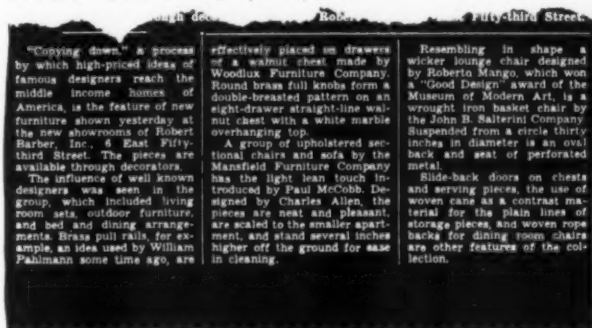 Fifty-third Street.
"Copying down," a process
by which high-priced ideas of
famous designers reach the
middle income homes of
America, is the feature of new
furniture shown yesterday at
the new showrooms of Robert
Barber, Inc., 6 East Fifty-
third Street. The pieces are
available through decorators.
The influence of well known
designers was seen in the
group, which included living
room sets, outdoor furniture,
and bed and dining arrange-
ments. Brass pull rails, for ex-
ample, an idea used by William
Pahlmann some time ago, are
effectively placed on drawers
of a walnut chest made by
Woodlux Furniture Company.
Round brass full knobs form a
double-breasted pattern on an
eight-drawer straight-line wal-
nut chest with a white marble
overhanging top.
A group of upholstered sec-
tional chairs and sofa by the
Mansfield Furniture Company
has the light lean touch in-
troduced by Paul McCobb. De-
signed by Charles Allen, the
pieces are neat and pleasant,
are scaled to the smaller apart-
ment, and stand several inches
higher off the ground for ease
in cleaning.
Resembling in shape a
wicker lounge chair designed
by Roberto Mango, which won
a "Good Design" award of the
Museum of Modern Art, is a
wrought iron basket chair by
the John B. Salterini Company.
Suspended from a circle thirty
inches in diameter is an oval
back and seat of perforated
metal.
Slide-back doors on chests
and serving pieces, the use of
woven cane as a contrast ma-
terial for the plain lines of
storage pieces, and woven rope
backs for dining room chairs
are other features of the col-
lection.